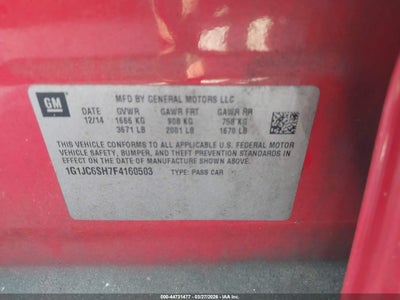 GM
MFD BY GENERAL MOTORS LLC
DATE GVWR GAWR FRT GAWR RR
12/14 1666 KG 908 KG 758 KG
3671 LB 2001 LB 1670 LB
THIS VEHICLE CONFORMS TO ALL APPLICABLE U.S. FEDERAL MOTOR
VEHICLE SAFETY, BUMPER, AND THEFT PREVENTION STANDARDS
IN EFFECT ON THE DATE OF MANUFACTURE SHOWN ABOVE.
1G1JC6SH7F4160503 TYPE: PASS CAR
© 44731477 - 03/27/2026 - IAA Inc.